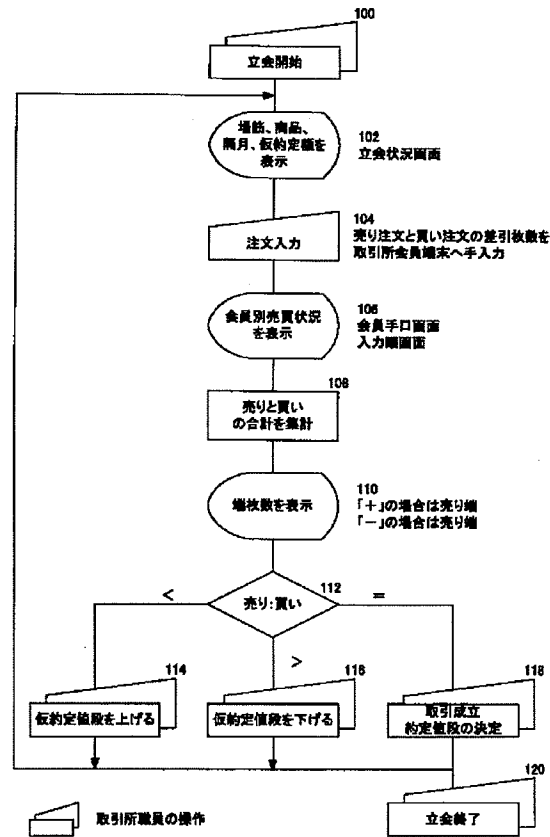 100
立会開始
場節、商品、
限月、仮約定額を
表示
102
立会状況画面
104
売り注文と買い注文の差引枚数を
取引所会員端末へ手入力
注文入力
会員別売買状況
を表示
106
会員手口画面
入力順画面
108
売りと買い
の合計を集計
端枚数を表示
110
「+」の場合は売り端
「-」の場合は売り端
112
売り:買い
<
=
>
114
仮約定値段を上げる
116
仮約定値段を下げる
118
取引成立
約定値段の決定
120
立会終了
取引所職員の操作